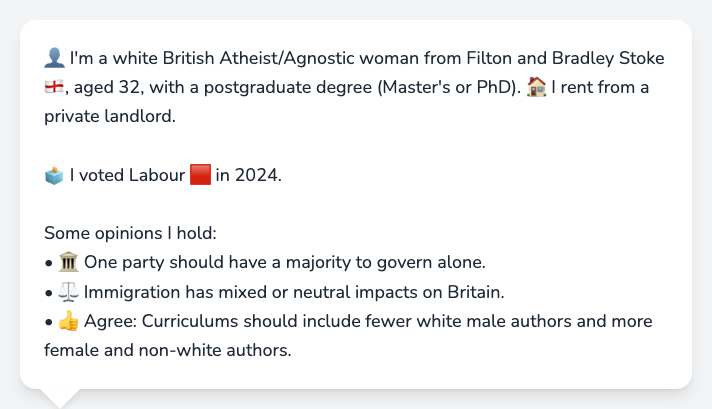 👤 I'm a white British Atheist/Agnostic woman from Filton and Bradley Stoke
🏴󠁧󠁢󠁥󠁮󠁧󠁿, aged 32, with a postgraduate degree (Master's or PhD). 🏠 I rent from a
private landlord.
🗳️ I voted Labour 🟥 in 2024.
Some opinions I hold:
• 🏛️ One party should have a majority to govern alone.
• ⚖️ Immigration has mixed or neutral impacts on Britain.
• 👍 Agree: Curriculums should include fewer white male authors and more
female and non-white authors.